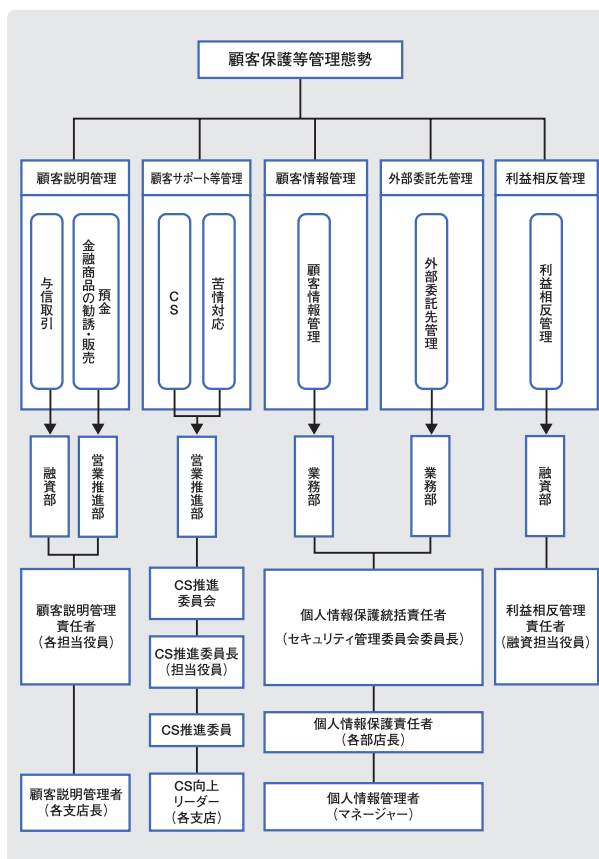 顧客保護等管理態勢
顧客説明管理
顧客サポート等管理
顧客情報管理
外部委託先管理
利益相反管理
与信取引
預金
金融商品の勧誘・販売
CS
苦情対応
顧客情報管理
外部委託先管理
利益相反管理
融資部
営業推進部
営業推進部
業務部
業務部
融資部
顧客説明管理
責任者
(各担当役員)
顧客説明管理者
(各支店長)
CS推進
委員会
CS推進委員長
(担当役員)
CS推進委員
CS向上
リーダー
(各支店)
個人情報保護統括責任者
(セキュリティ管理委員会委員長)
個人情報保護責任者
(各部店長)
個人情報管理者
(マネージャー)
利益相反管理
責任者
(融資担当役員)